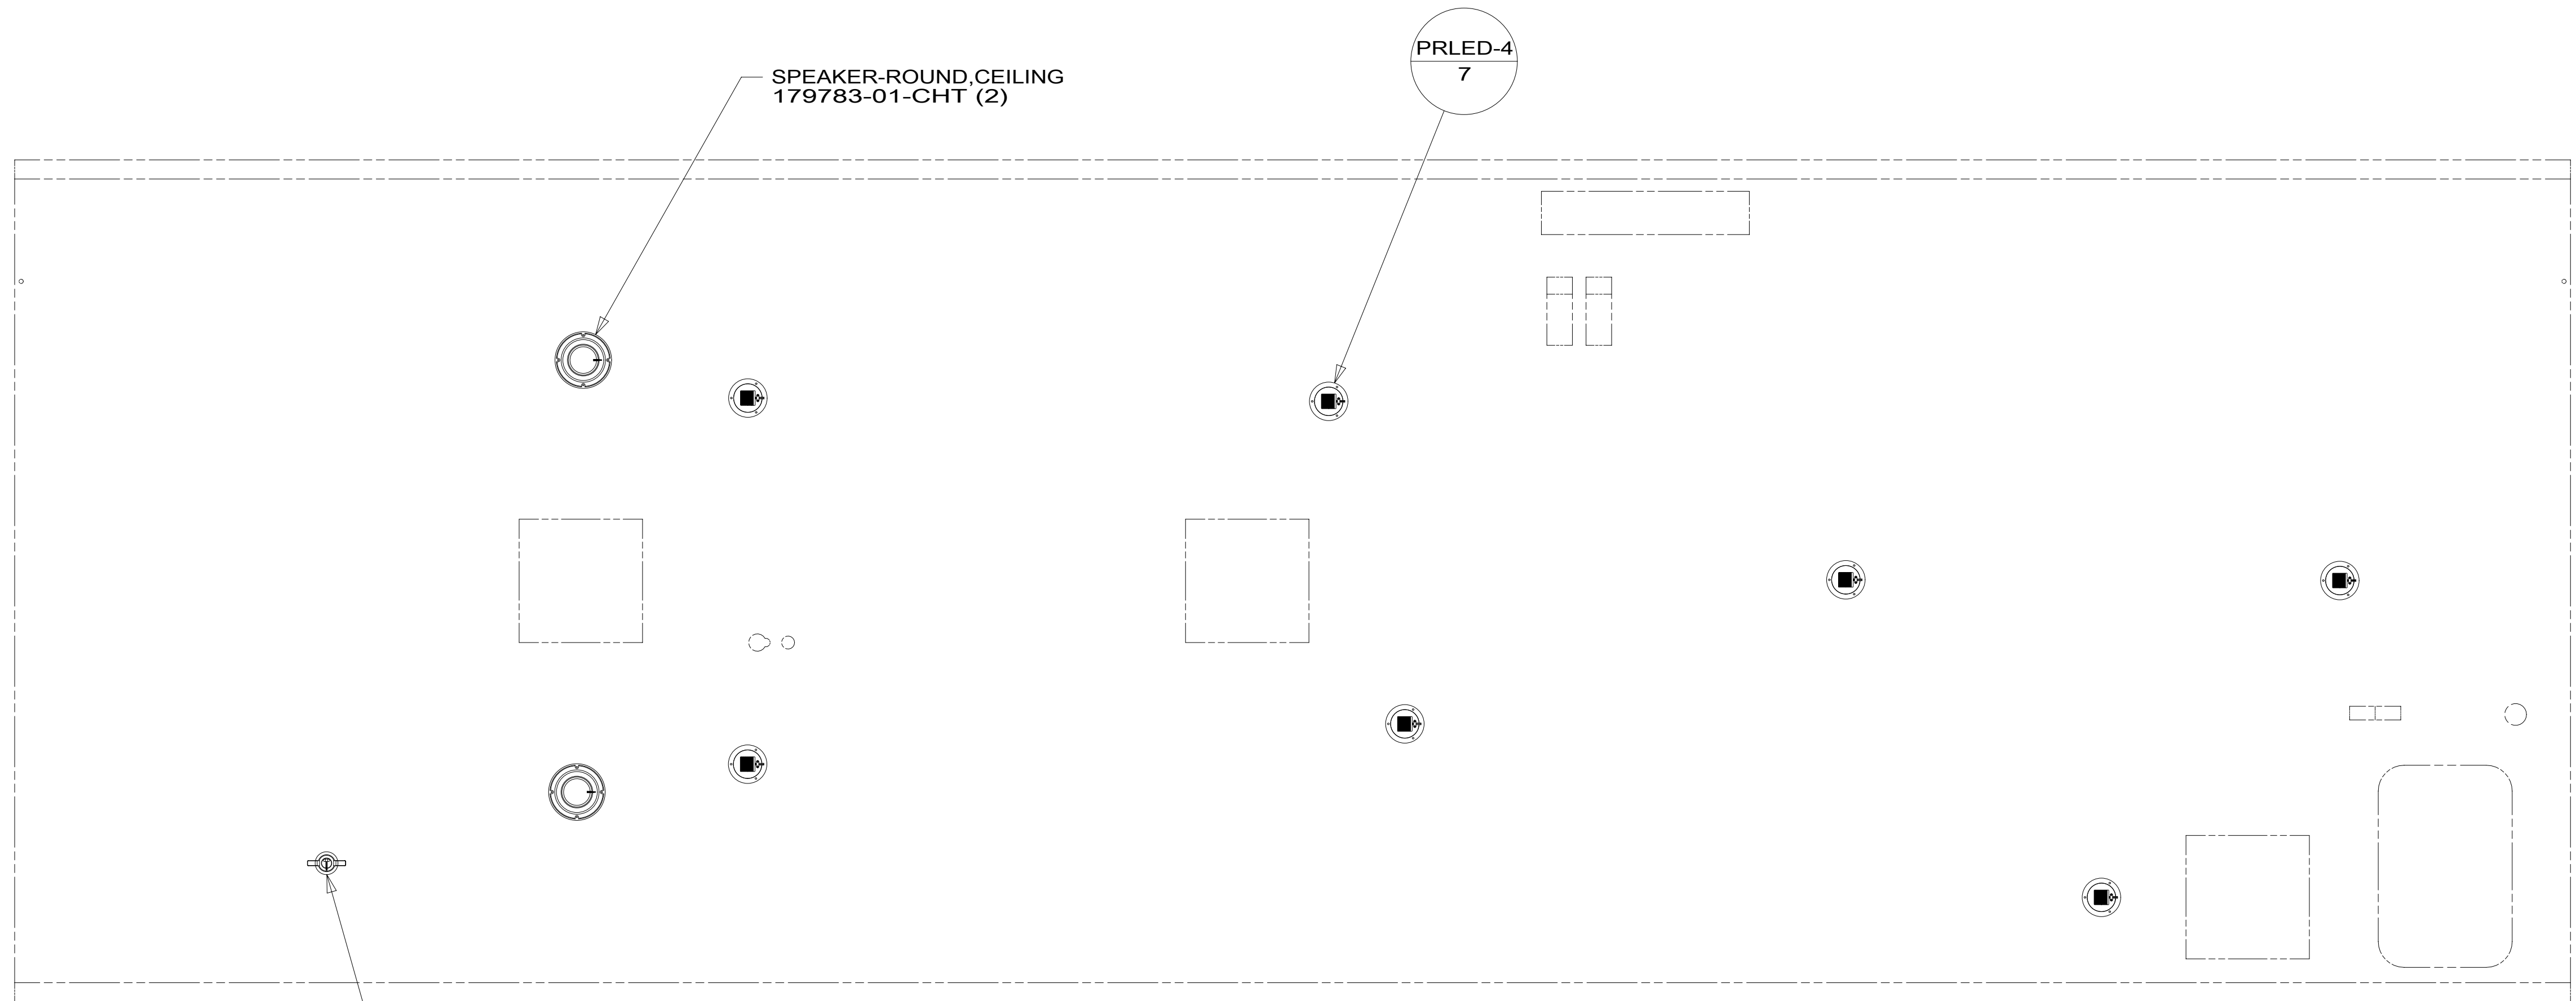 SPEAKER-ROUND,CEILING
179783-01-CHT (2)
PRLED-4
7